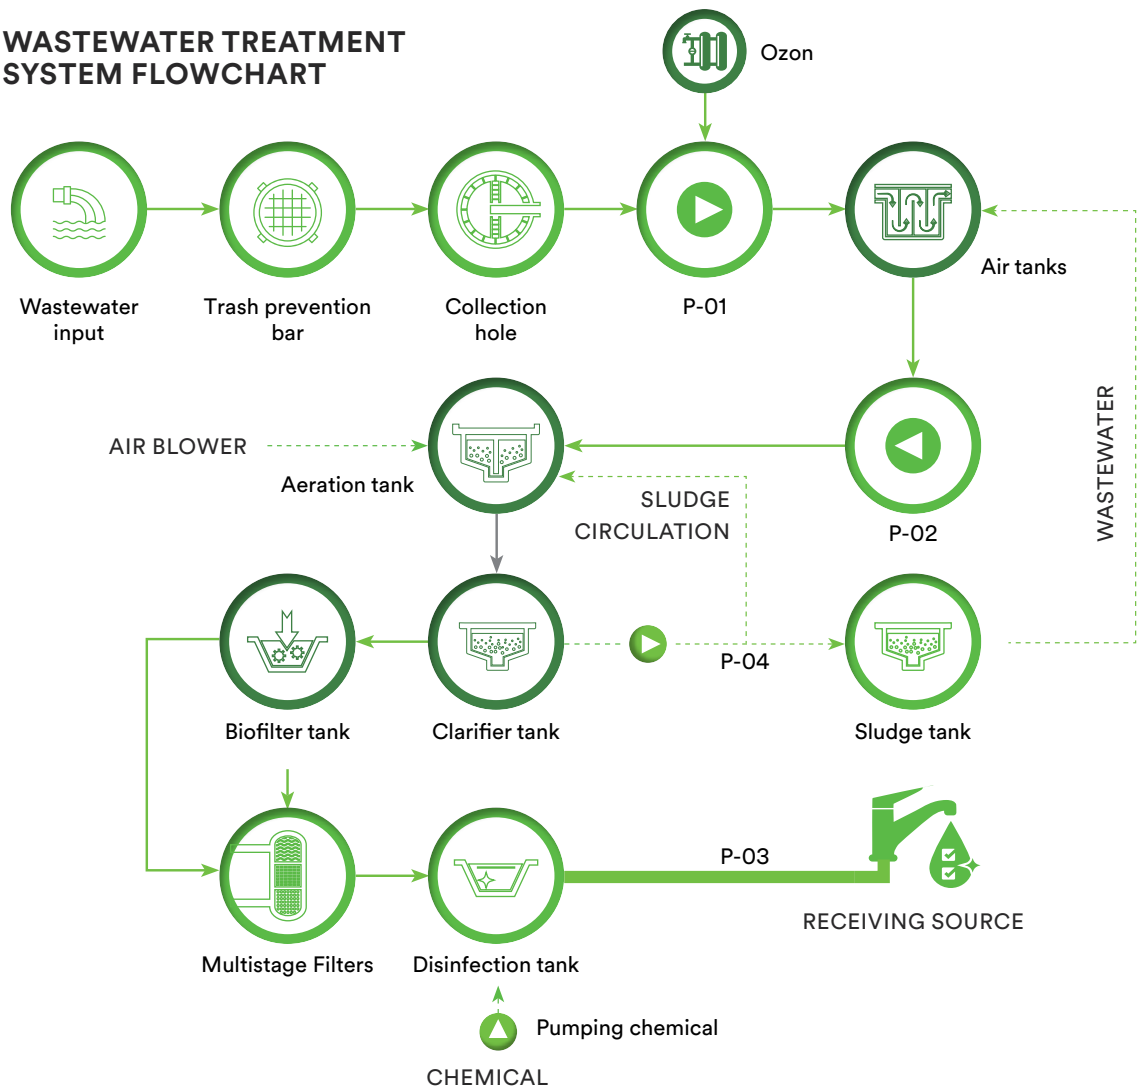 WASTEWATER TREATMENT
SYSTEM FLOWCHART
Ozon
Wastewater
input
Trash prevention
bar
Collection
hole
P-01
Air tanks
AIR BLOWER
Aeration tank
SLUDGE
CIRCULATION
P-02
WASTEWATER
Biofilter tank
Clarifier tank
P-04
Sludge tank
Multistage Filters
Disinfection tank
P-03
RECEIVING SOURCE
Pumping chemical
CHEMICAL